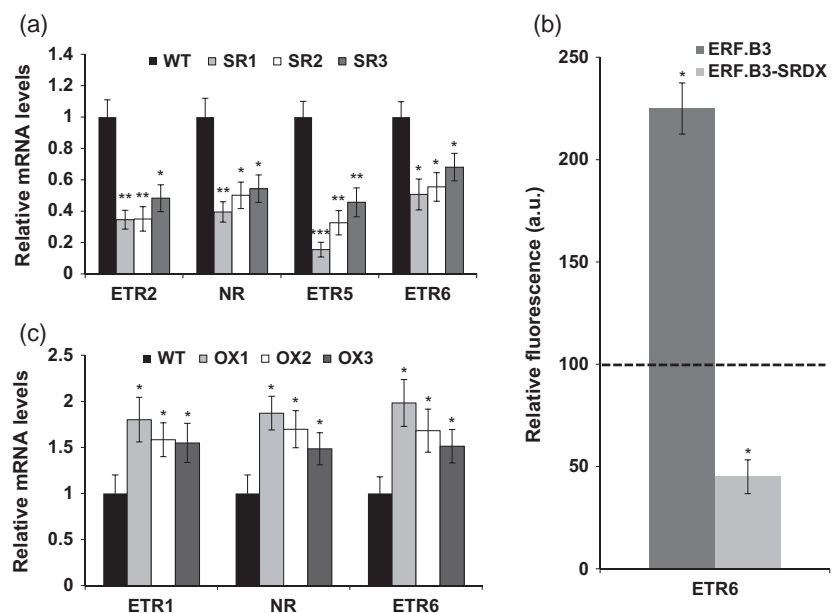 (a)
WT SR1 SR2 SR3
Relative mRNA levels
1.4
1.2
1
0.8
0.6
0.4
0.2
0
** ** *
** * *
*** ** **
* * *
ETR2 NR ETR5 ETR6
(b)
ERF.B3
ERF.B3-SRDX
Relative fluorescence (a.u.)
250
200
150
100
50
0
*
*
ETR6
(c)
WT OX1 OX2 OX3
Relative mRNA levels
2.5
2
1.5
1
0.5
0
* * *
* * *
* * *
ETR1 NR ETR6